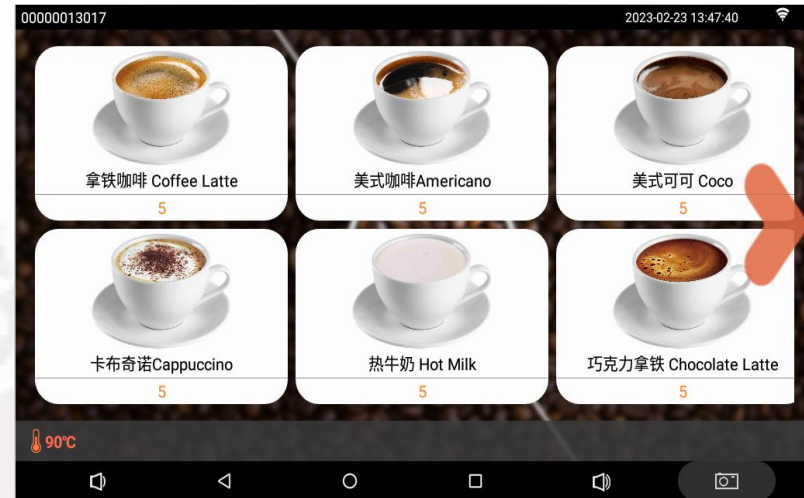 00000013017
2023-02-23 13:47:40
拿铁咖啡 Coffee Latte
5
美式咖啡Americano
5
美式可可 Coco
5
卡布奇诺Cappuccino
5
热牛奶 Hot Milk
5
巧克力拿铁 Chocolate Latte
5
90℃